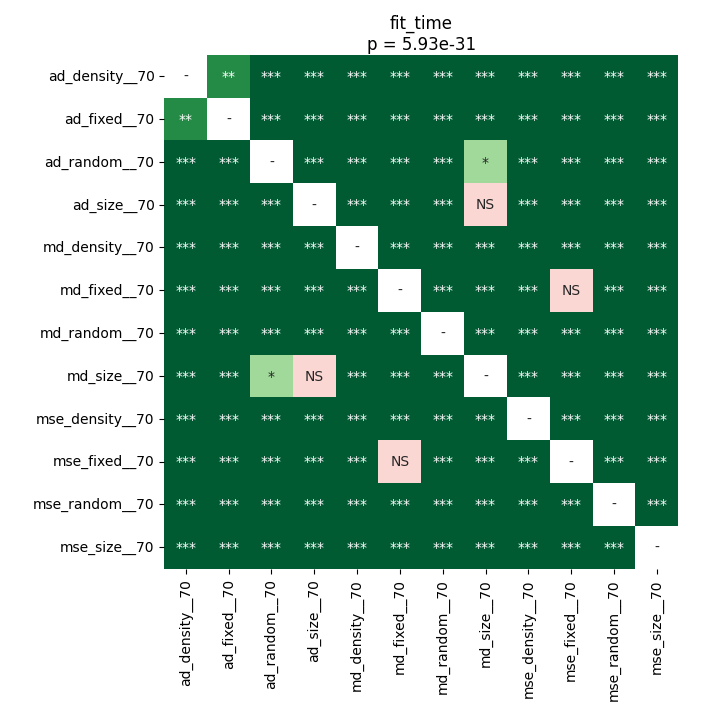 fit_time
p = 5.93e-31
ad_density__70 - ** *** *** *** *** *** *** *** *** *** ***
ad_fixed__70 ** - *** *** *** *** *** *** *** *** *** ***
ad_random__70 *** *** - *** *** *** *** * *** *** *** ***
ad_size__70 *** *** *** - *** *** *** NS *** *** *** ***
md_density__70 *** *** *** *** - *** *** *** *** *** *** ***
md_fixed__70 *** *** *** *** *** - *** *** *** NS *** ***
md_random__70 *** *** *** *** *** *** - *** *** *** *** ***
md_size__70 *** *** * NS *** *** *** - *** *** *** ***
mse_density__70 *** *** *** *** *** *** *** *** - *** *** ***
mse_fixed__70 *** *** *** *** *** NS *** *** *** - *** ***
mse_random__70 *** *** *** *** *** *** *** *** *** *** - ***
mse_size__70 *** *** *** *** *** *** *** *** *** *** *** -
ad_density__70
ad_fixed__70
ad_random__70
ad_size__70
md_density__70
md_fixed__70
md_random__70
md_size__70
mse_density__70
mse_fixed__70
mse_random__70
mse_size__70